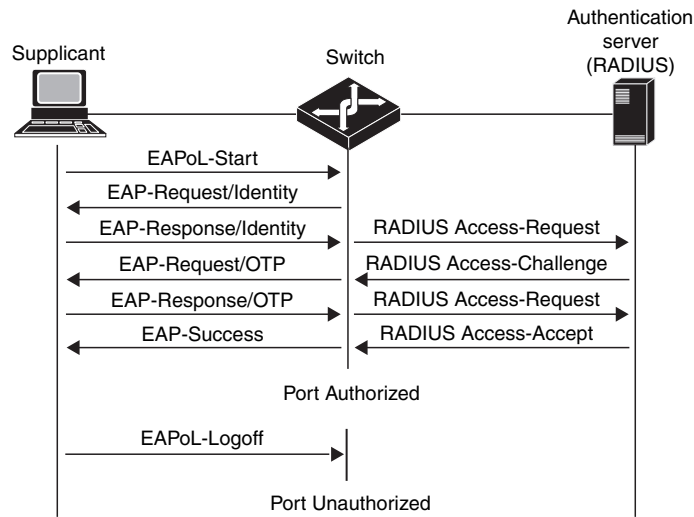 Authentication
server
(RADIUS)
Supplicant
Switch
EAPoL-Start
EAP-Request/Identity
EAP-Response/Identity
RADIUS Access-Request
EAP-Request/OTP
RADIUS Access-Challenge
EAP-Response/OTP
RADIUS Access-Request
EAP-Success
RADIUS Access-Accept
Port Authorized
EAPoL-Logoff
Port Unauthorized